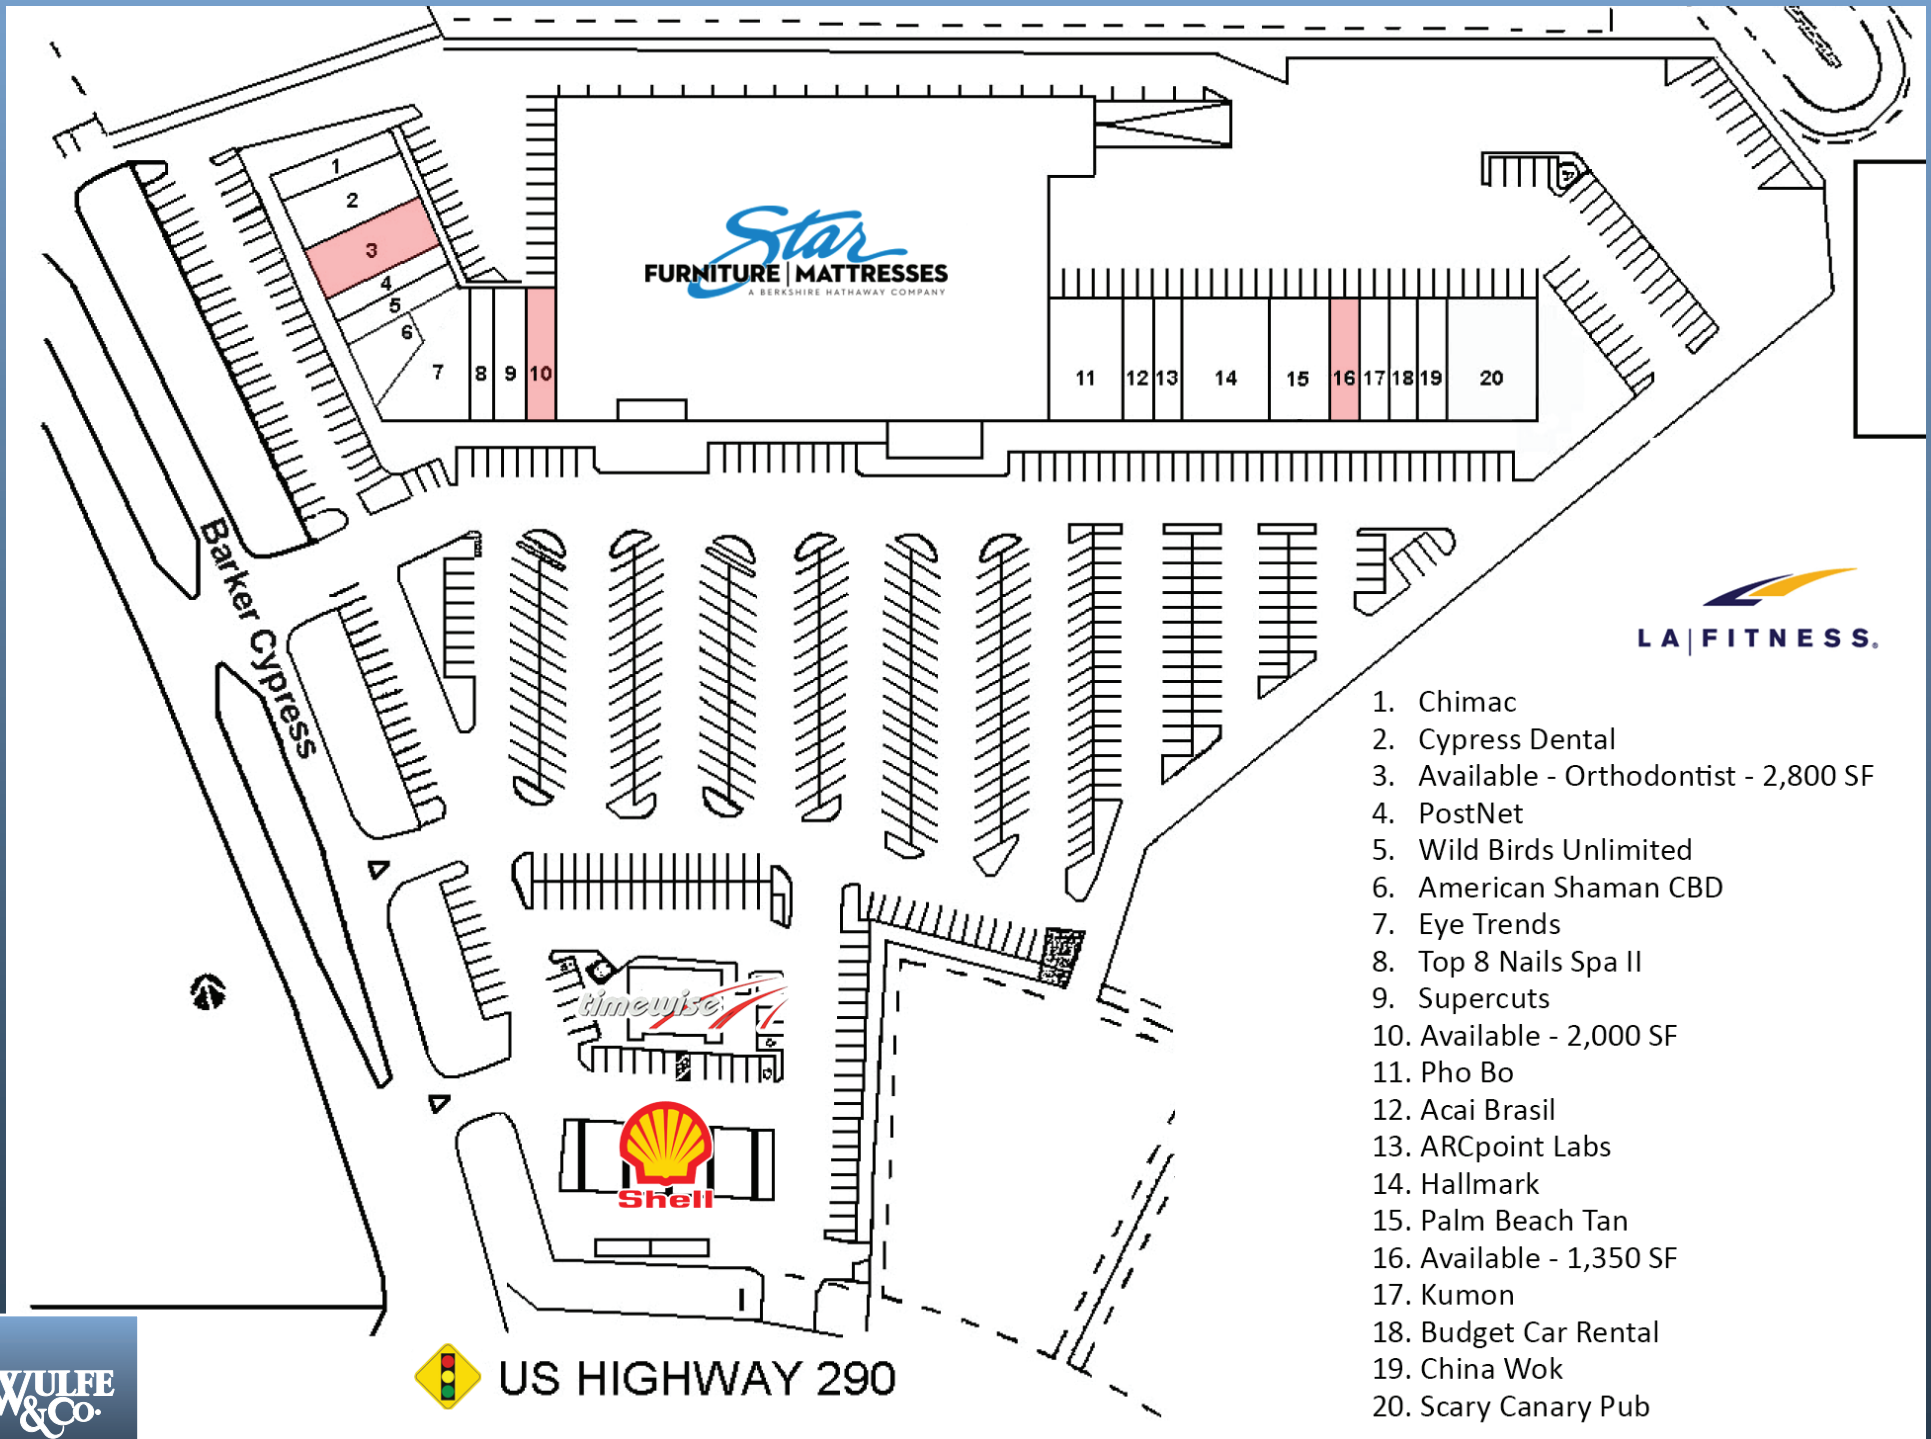 1
2
3
4
5
6
7
8
9
10
Star
FURNITURE | MATTRESSES
A BERKSHIRE HATHAWAY COMPANY
11
12
13
14
15
16
17
18
19
20
Barker Cypress
LA|FITNESS®
timewise
Shell
US HIGHWAY 290
WULFE
& CO.
1. Chimac
2. Cypress Dental
3. Available - Orthodontist - 2,800 SF
4. PostNet
5. Wild Birds Unlimited
6. American Shaman CBD
7. Eye Trends
8. Top 8 Nails Spa II
9. Supercuts
10. Available - 2,000 SF
11. Pho Bo
12. Acai Brasil
13. ARCpoint Labs
14. Hallmark
15. Palm Beach Tan
16. Available - 1,350 SF
17. Kumon
18. Budget Car Rental
19. China Wok
20. Scary Canary Pub